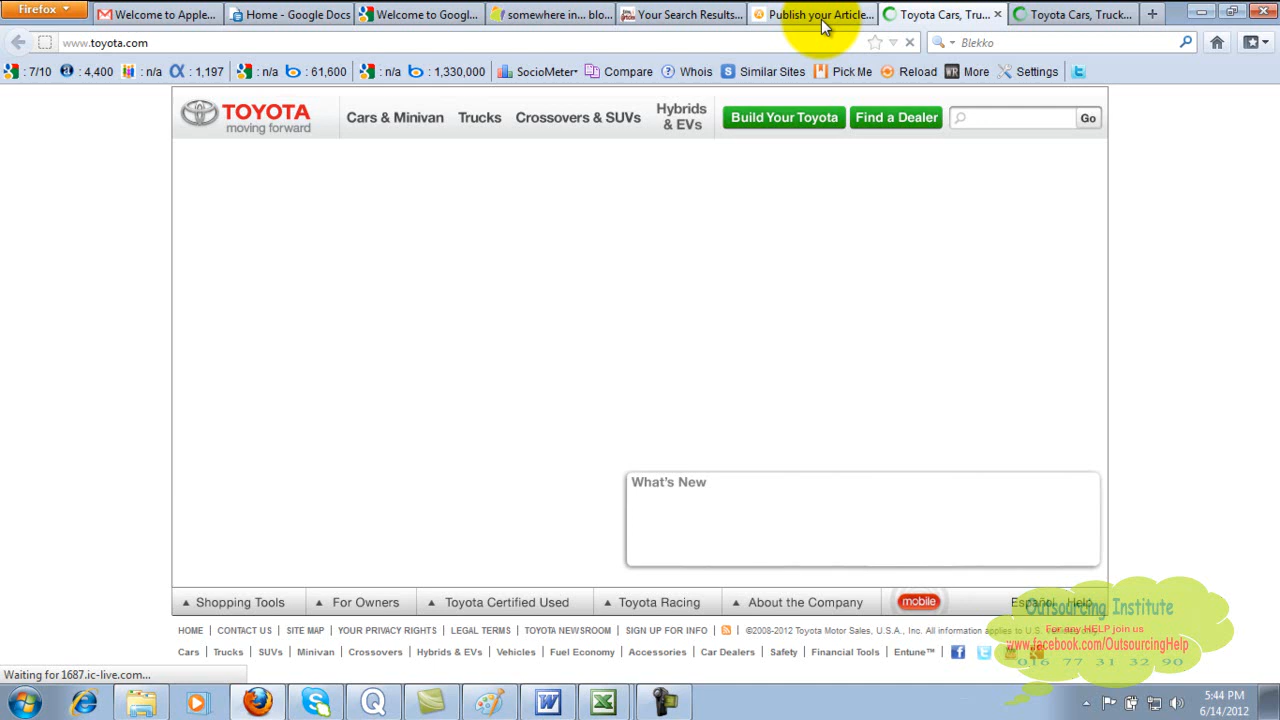 Firefox
Welcome to Apple...
Home - Google Docs
Welcome to Googl...
somewhere in... blo...
Your Search Results...
Publish your Article...
Toyota Cars, Tru...
Toyota Cars, Truck...
www.toyota.com
Blekko
: 7/10
: 4,400
: n/a
: 1,197
: n/a
: 61,600
: n/a
: 1,330,000
SocioMeter
Compare
Whois
Similar Sites
Pick Me
Reload
More
Settings
TOYOTA
moving forward
Cars & Minivan
Trucks
Crossovers & SUVs
Hybrids
& EVs
Build Your Toyota
Find a Dealer
Go
What's New
Shopping Tools
For Owners
Toyota Certified Used
Toyota Racing
About the Company
mobile
Español
Help
HOME
CONTACT US
SITE MAP
YOUR PRIVACY RIGHTS
LEGAL TERMS
TOYOTA NEWSROOM
SIGN UP FOR INFO
©2008-2012 Toyota Motor Sales, U.S.A., Inc. All information applies to U.S.
Cars
Trucks
SUVs
Minivan
Crossovers
Hybrids & EVs
Vehicles
Fuel Economy
Accessories
Car Dealers
Safety
Financial Tools
Entune™
Outsourcing Institute
For any HELP join us
www.facebook.com/OutsourcingHelp
016 77 31 32 90
Waiting for 1687.ic-live.com...
5:44 PM
6/14/2012